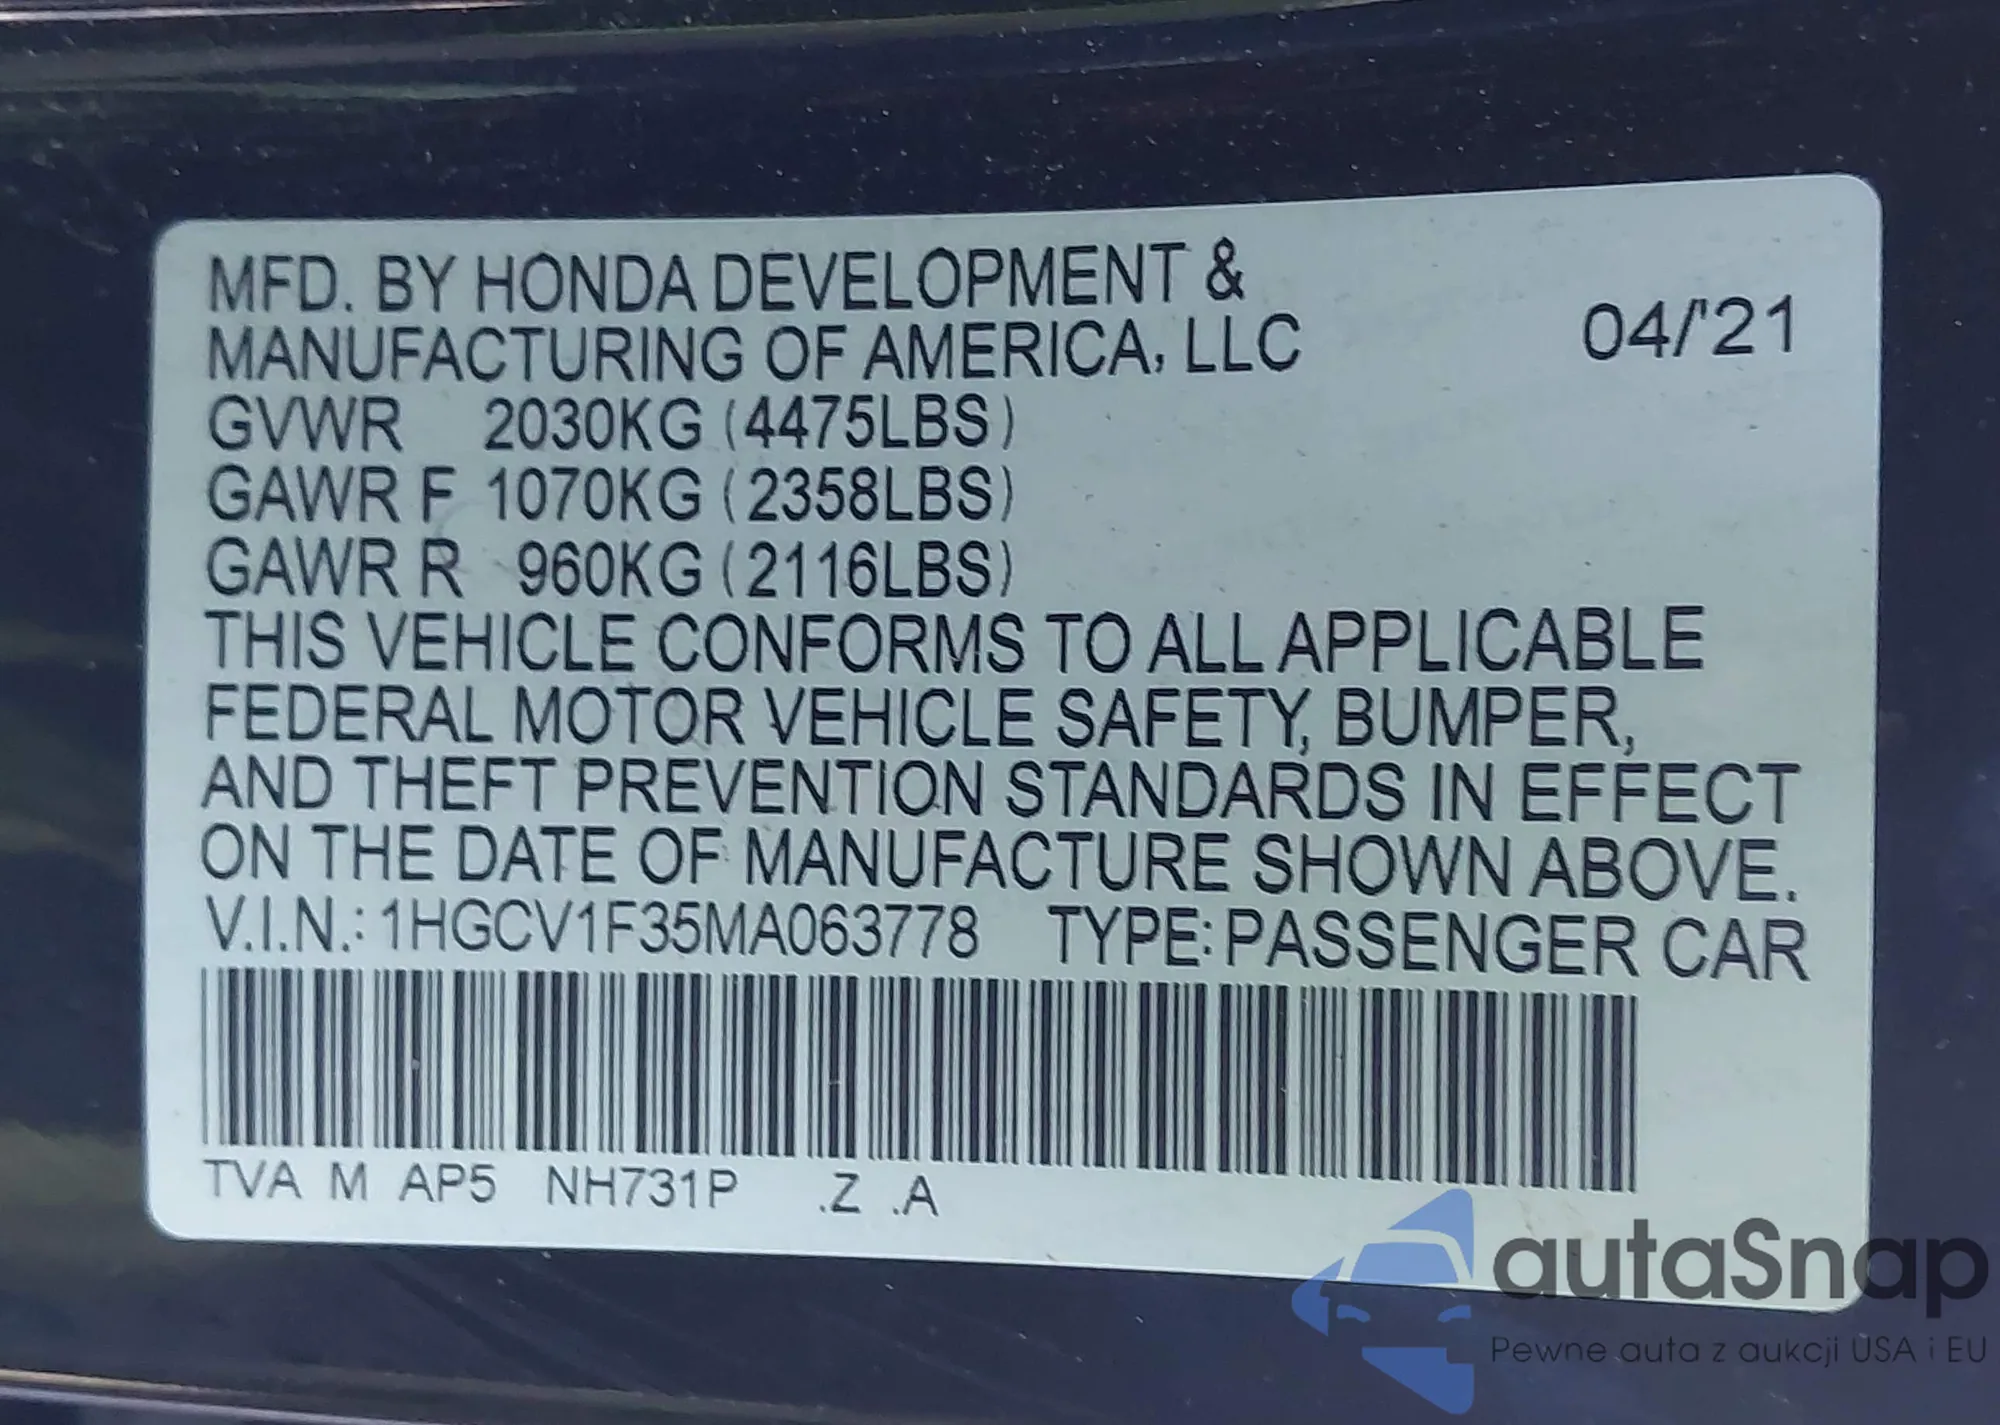 MFD. BY HONDA DEVELOPMENT &
MANUFACTURING OF AMERICA, LLC
04/'21
GVWR 2030KG (4475LBS)
GAWR F 1070KG (2358LBS)
GAWR R 960KG (2116LBS)
THIS VEHICLE CONFORMS TO ALL APPLICABLE
FEDERAL MOTOR VEHICLE SAFETY, BUMPER,
AND THEFT PREVENTION STANDARDS IN EFFECT
ON THE DATE OF MANUFACTURE SHOWN ABOVE.
V.I.N.: 1HGCV1F35MA063778 TYPE: PASSENGER CAR
TVA M AP5 NH731P .Z .A
autaSnap
Pewne auta z aukcji USA i EU